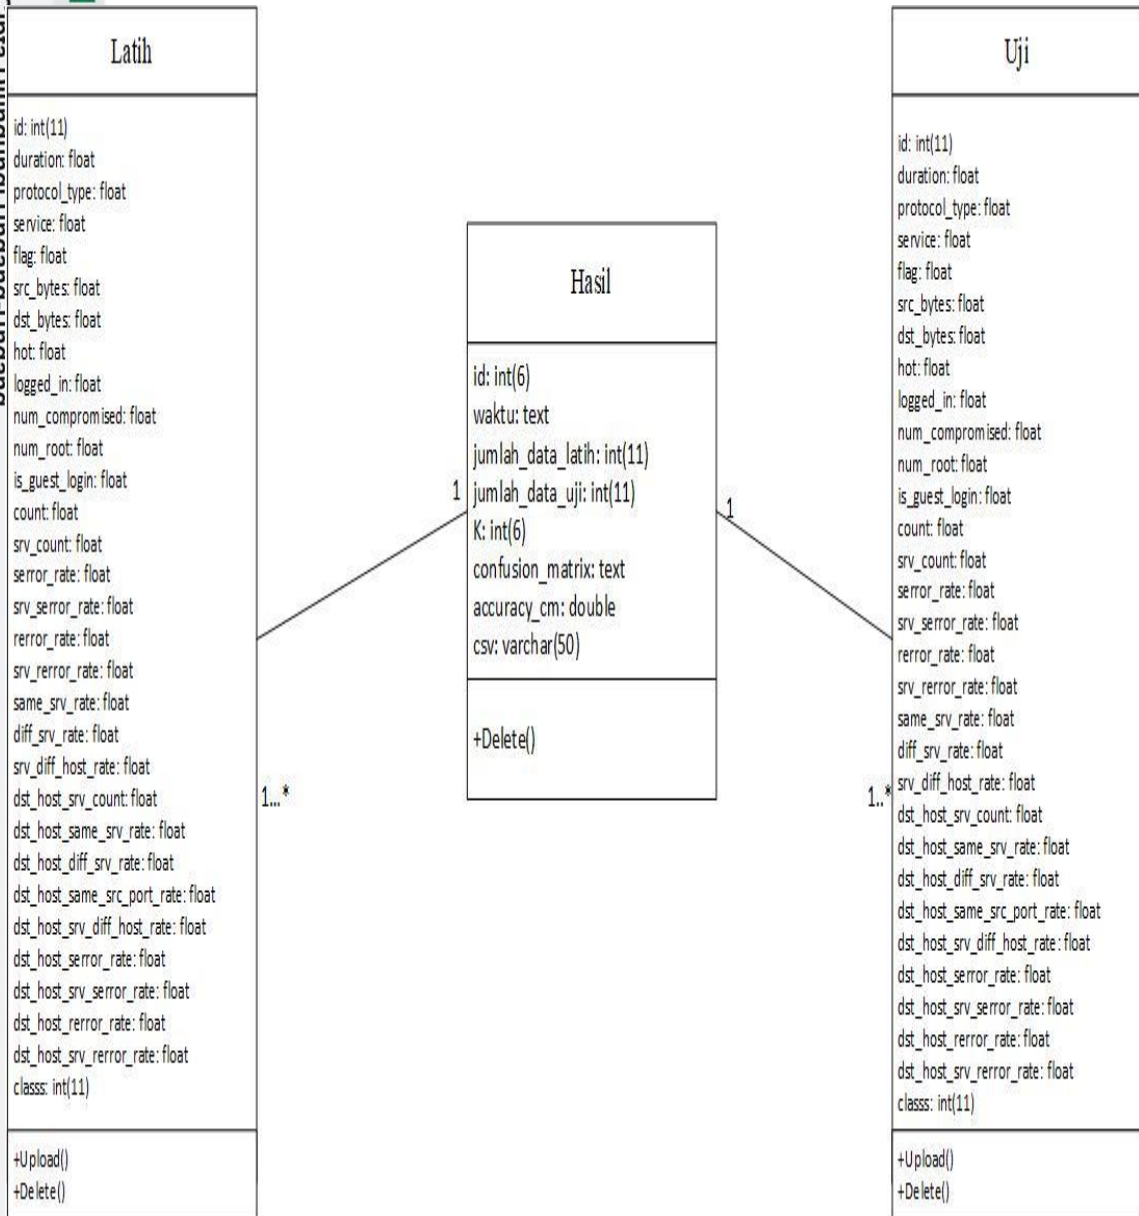 Latih
id: int(11)
duration: float
protocol_type: float
service: float
flag: float
src_bytes: float
dst_bytes: float
hot: float
logged_in: float
num_compromised: float
num_root: float
is_guest_login: float
count: float
srv_count: float
serror_rate: float
srv_serror_rate: float
rerror_rate: float
srv_rerror_rate: float
same_srv_rate: float
diff_srv_rate: float
srv_diff_host_rate: float
dst_host_srv_count: float
dst_host_same_srv_rate: float
dst_host_diff_srv_rate: float
dst_host_same_src_port_rate: float
dst_host_srv_diff_host_rate: float
dst_host_serror_rate: float
dst_host_srv_serror_rate: float
dst_host_rerror_rate: float
dst_host_srv_rerror_rate: float
classs: int(11)
+Upload()
+Delete()
1...*
1
Hasil
id: int(6)
waktu: text
jumlah_data_latih: int(11)
jumlah_data_uji: int(11)
K: int(6)
confusion_matrix: text
accuracy_cm: double
csv: varchar(50)
+Delete()
1
1..*
Uji
id: int(11)
duration: float
protocol_type: float
service: float
flag: float
src_bytes: float
dst_bytes: float
hot: float
logged_in: float
num_compromised: float
num_root: float
is_guest_login: float
count: float
srv_count: float
serror_rate: float
srv_serror_rate: float
rerror_rate: float
srv_rerror_rate: float
same_srv_rate: float
diff_srv_rate: float
srv_diff_host_rate: float
dst_host_srv_count: float
dst_host_same_srv_rate: float
dst_host_diff_srv_rate: float
dst_host_same_src_port_rate: float
dst_host_srv_diff_host_rate: float
dst_host_serror_rate: float
dst_host_srv_serror_rate: float
dst_host_rerror_rate: float
dst_host_srv_rerror_rate: float
classs: int(11)
+Upload()
+Delete()